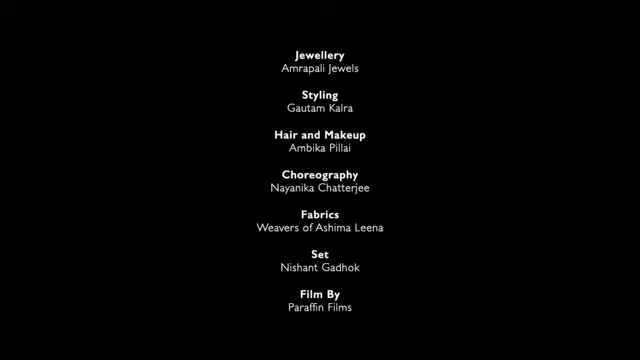 Jewellery
Amrapali Jewels
Styling
Gautam Kalra
Hair and Makeup
Ambika Pillai
Choreography
Nayanika Chatterjee
Fabrics
Weavers of Ashima Leena
Set
Nishant Gadhok
Film By
Paraffin Films